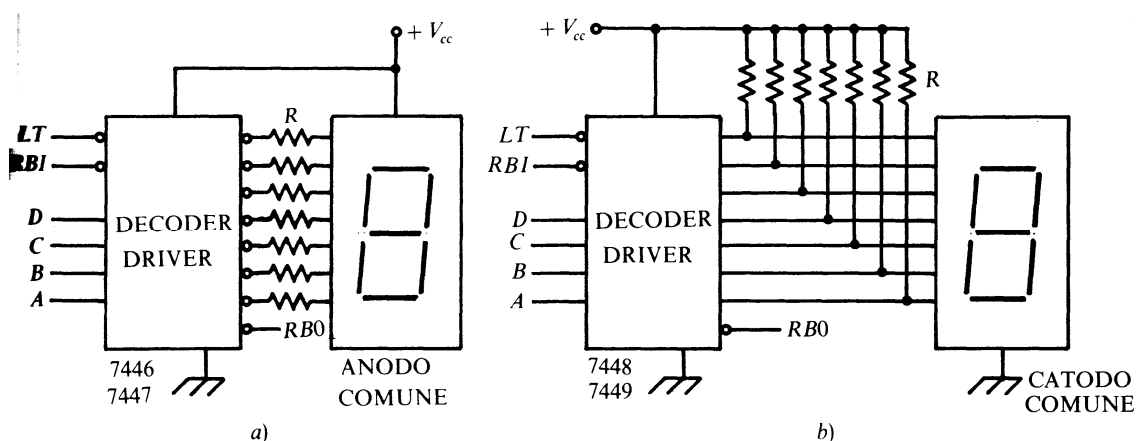 + Vcc
R
LT
RBI
D
C
B
A
DECODER
DRIVER
RB0
7446
7447
ANODO
COMUNE
a)
+ Vcc
R
LT
RBI
D
C
B
A
DECODER
DRIVER
RB0
7448
7449
CATODO
COMUNE
b)